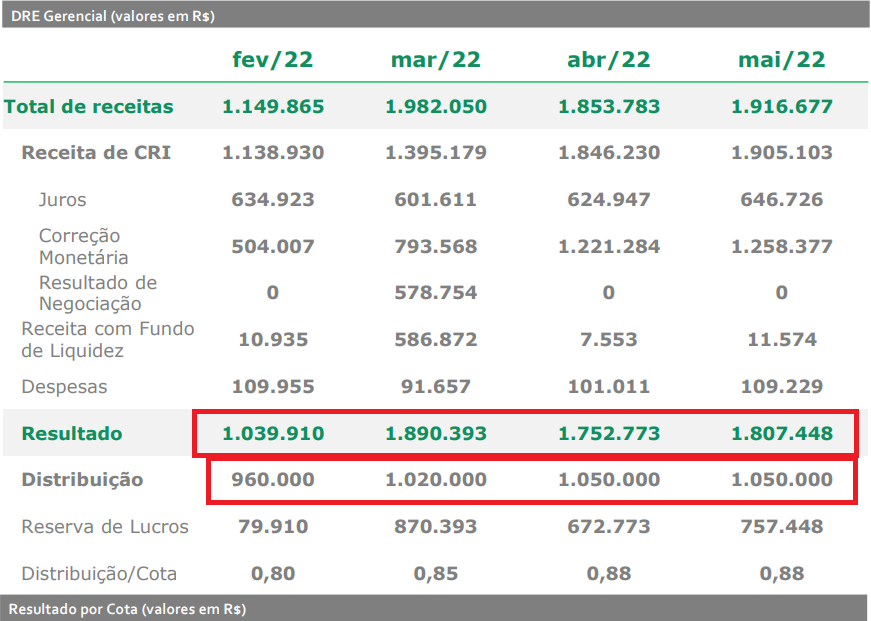 DRE Gerencial (valores em R$)
fev/22 mar/22 abr/22 mai/22
Total de receitas 1.149.865 1.982.050 1.853.783 1.916.677
Receita de CRI 1.138.930 1.395.179 1.846.230 1.905.103
Juros 634.923 601.611 624.947 646.726
Correção
Monetária 504.007 793.568 1.221.284 1.258.377
Resultado de
Negociação 0 578.754 0 0
Receita com Fundo
de Liquidez 10.935 586.872 7.553 11.574
Despesas 109.955 91.657 101.011 109.229
Resultado 1.039.910 1.890.393 1.752.773 1.807.448
Distribuição 960.000 1.020.000 1.050.000 1.050.000
Reserva de Lucros 79.910 870.393 672.773 757.448
Distribuição/Cota 0,80 0,85 0,88 0,88
Resultado por Cota (valores em R$)